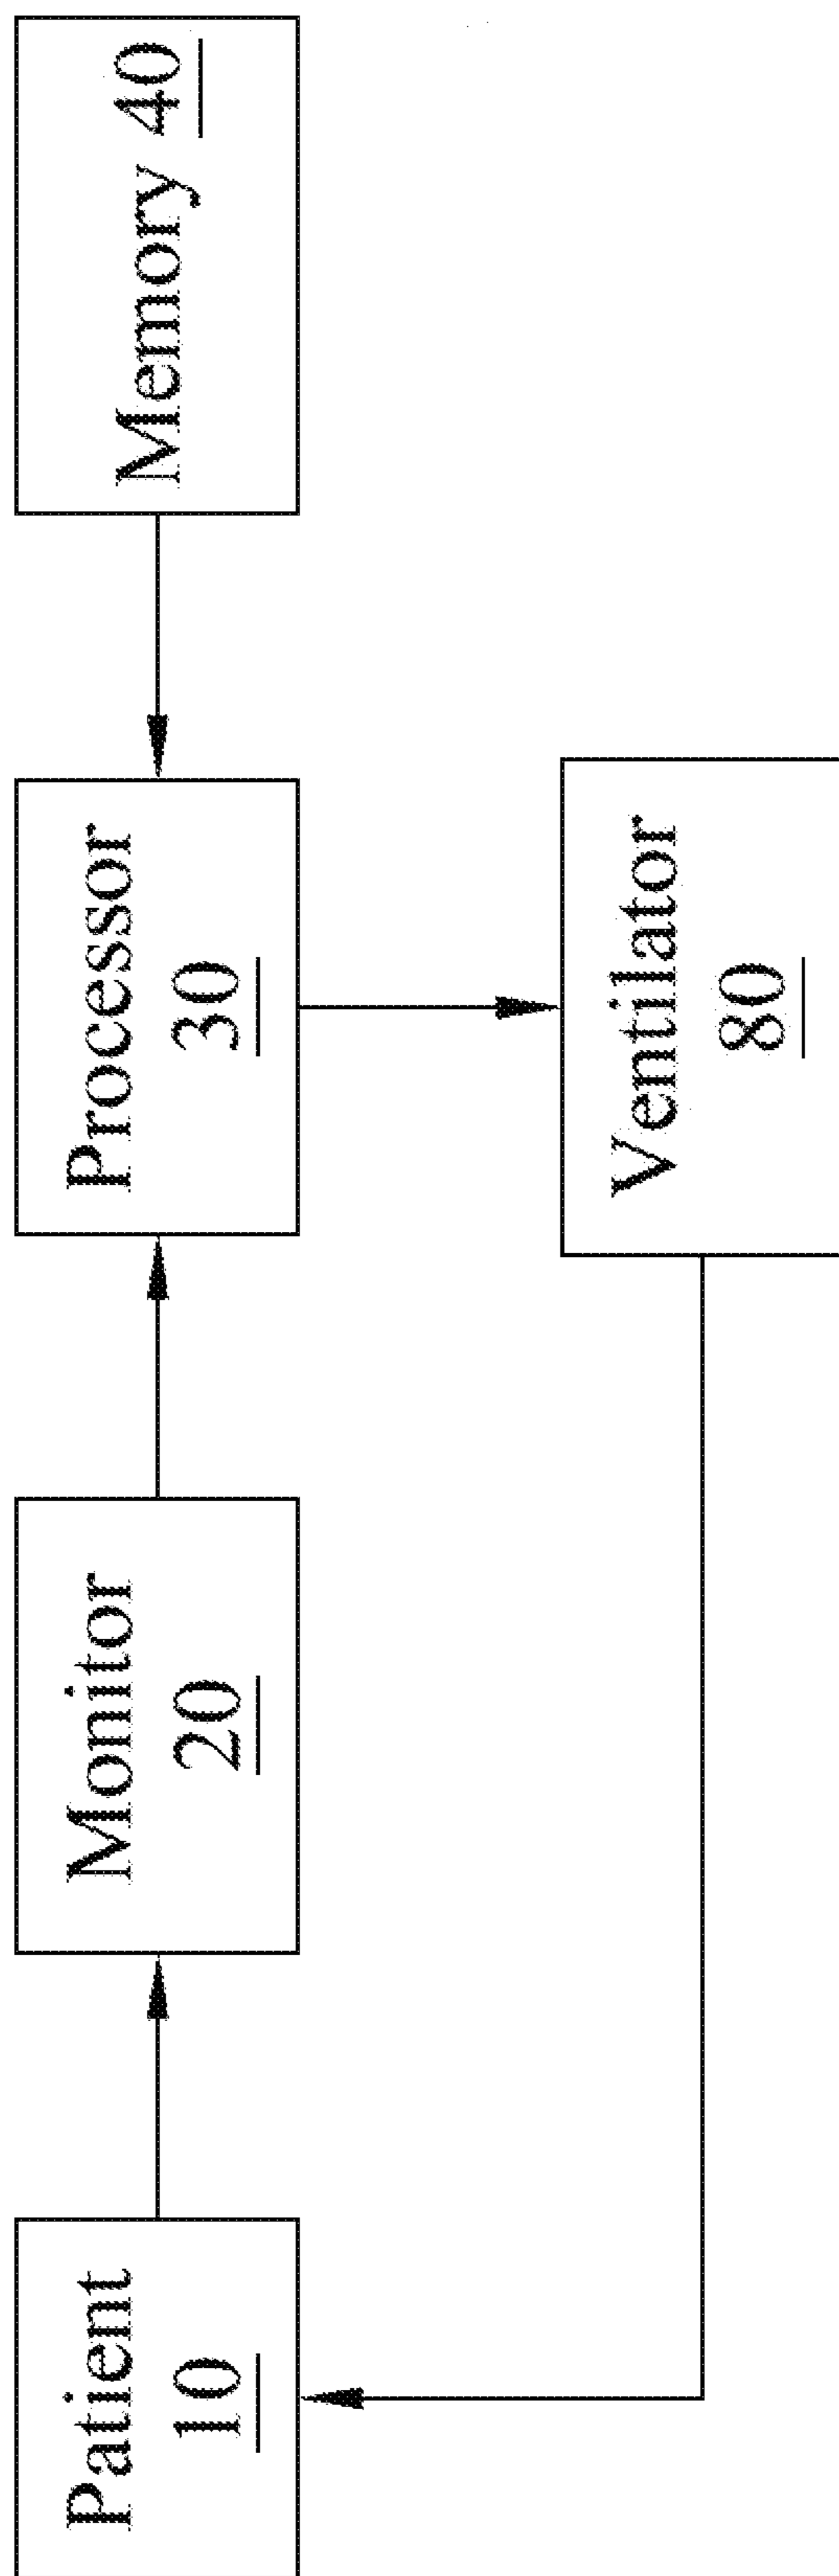 Patient
10
Monitor
20
Processor
30
Memory 40
Ventilator
80